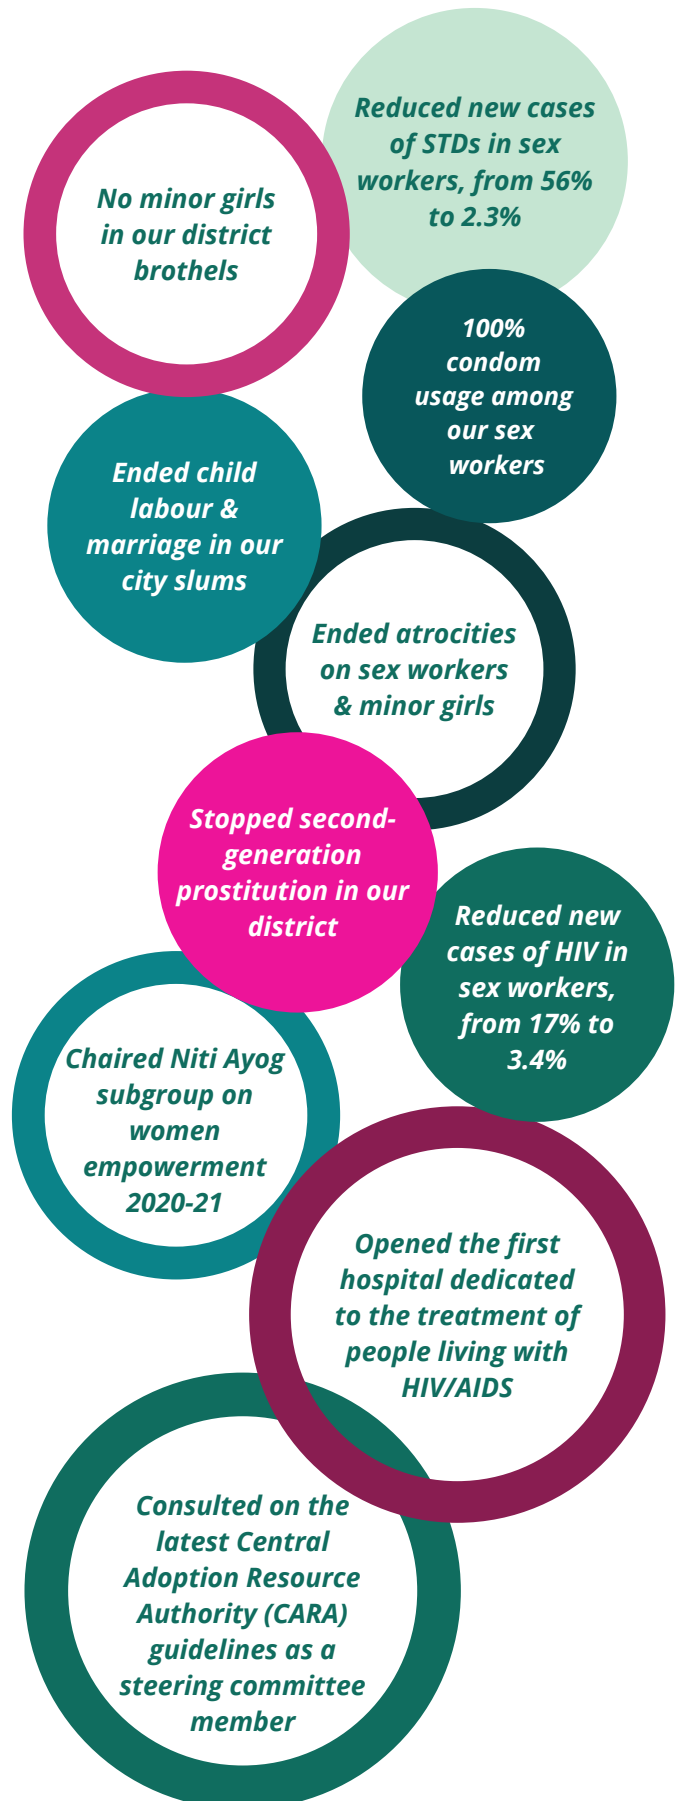 Reduced new cases
of STDs in sex
workers, from 56%
to 2.3%
No minor girls
in our district
brothels
100%
condom
usage among
our sex
workers
Ended child
labour &
marriage in our
city slums
Ended atrocities
on sex workers
& minor girls
Stopped second-
generation
prostitution in our
district
Reduced new
cases of HIV in
sex workers,
from 17% to
3.4%
Chaired Niti Ayog
subgroup on
women
empowerment
2020-21
Opened the first
hospital dedicated
to the treatment of
people living with
HIV/AIDS
Consulted on the
latest Central
Adoption Resource
Authority (CARA)
guidelines as a
steering committee
member